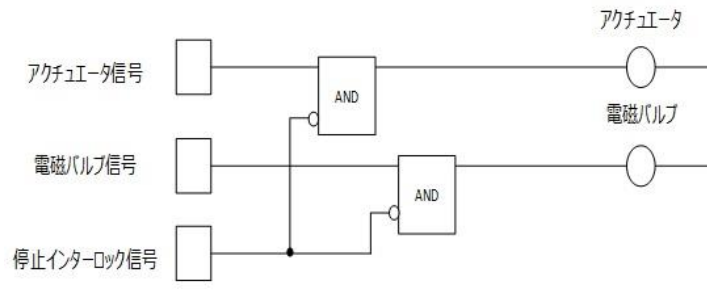 アクチュエータ
アクチュエータ信号
AND
電磁バルブ
電磁バルブ信号
AND
停止インターロック信号